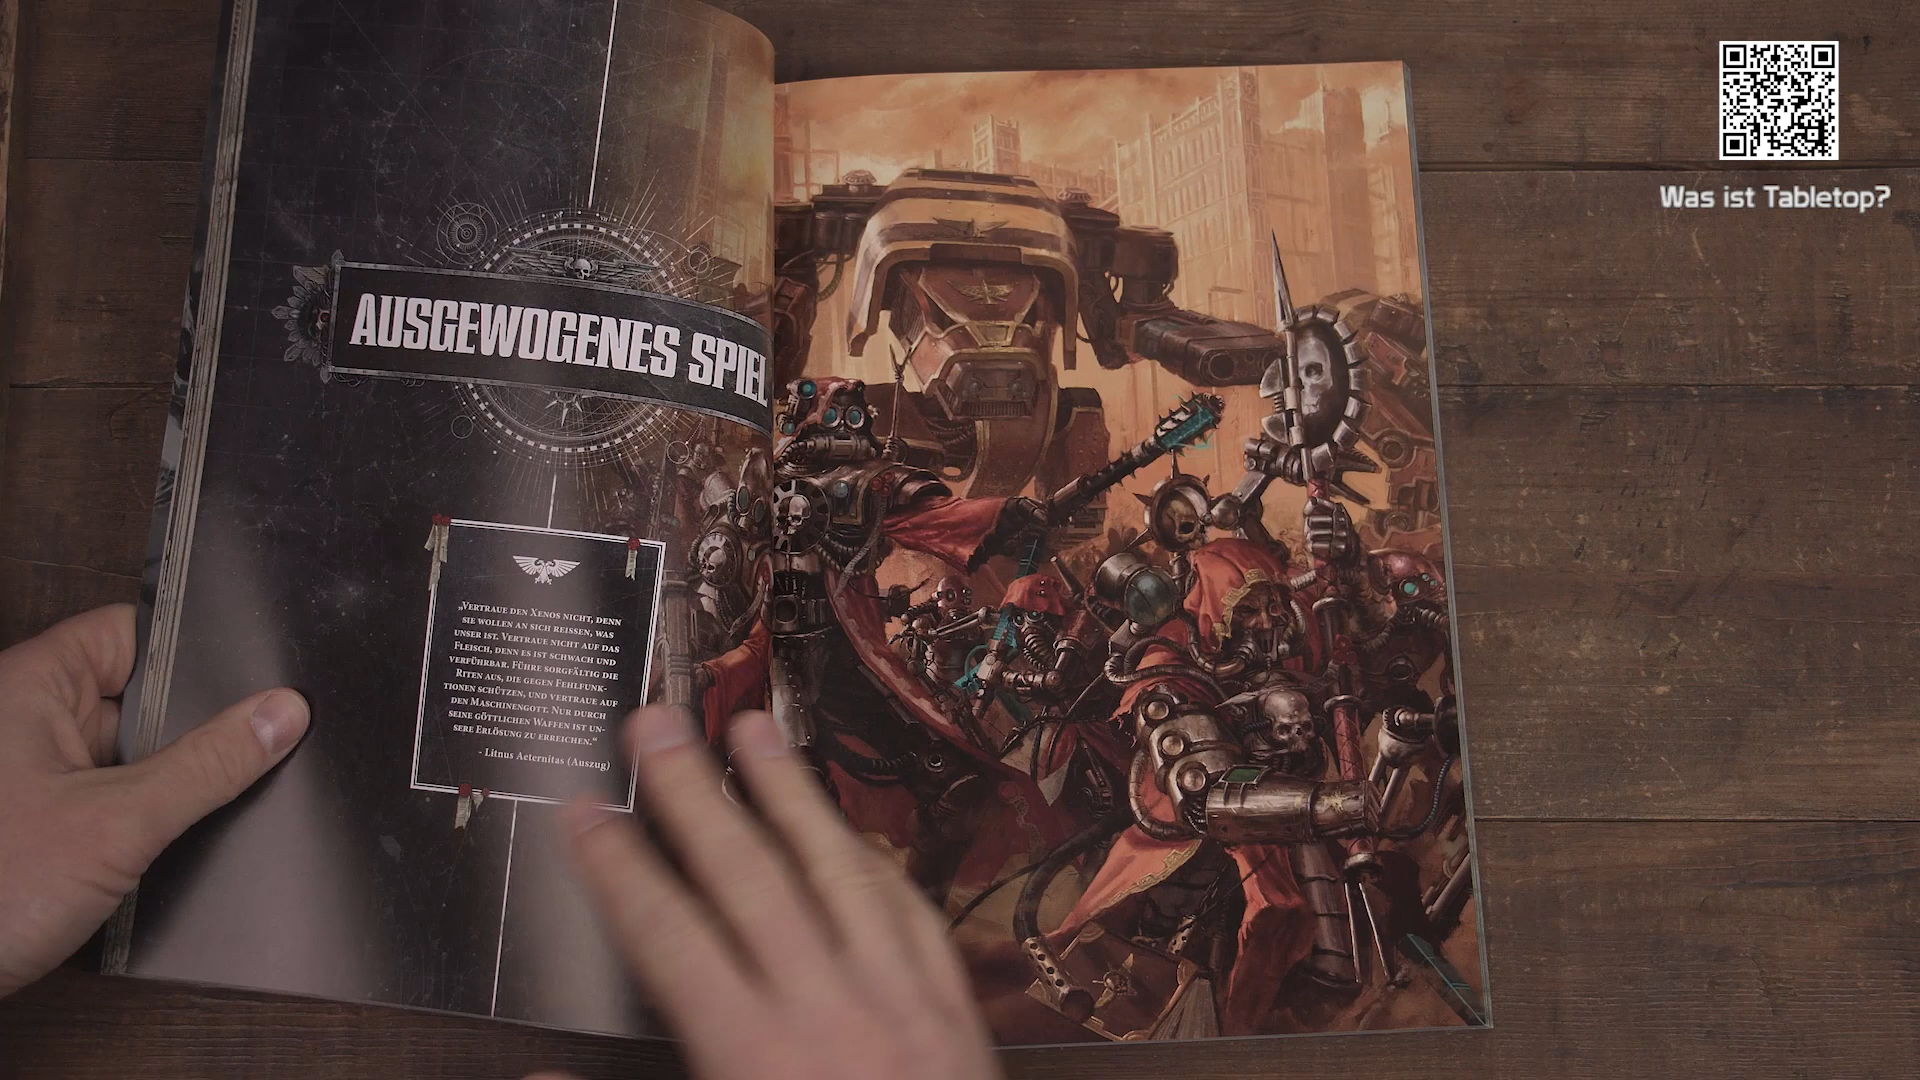 Was ist Tabletop?
AUSGEWOGENES SPIEL
„Vertraue den Xenos nicht, denn
sie wollen an sich reissen, was
unser ist. Vertraue nicht auf das
Fleisch, denn es ist schwach und
verführbar. Führe sorgfältig die
Riten aus, die gegen Fehlfunk-
tionen schützen, und vertraue auf
den Maschinengott. Nur durch
seine göttlichen Waffen ist un-
sere Erlösung zu erreichen.“
- Litnus Aeternitas (Auszug)